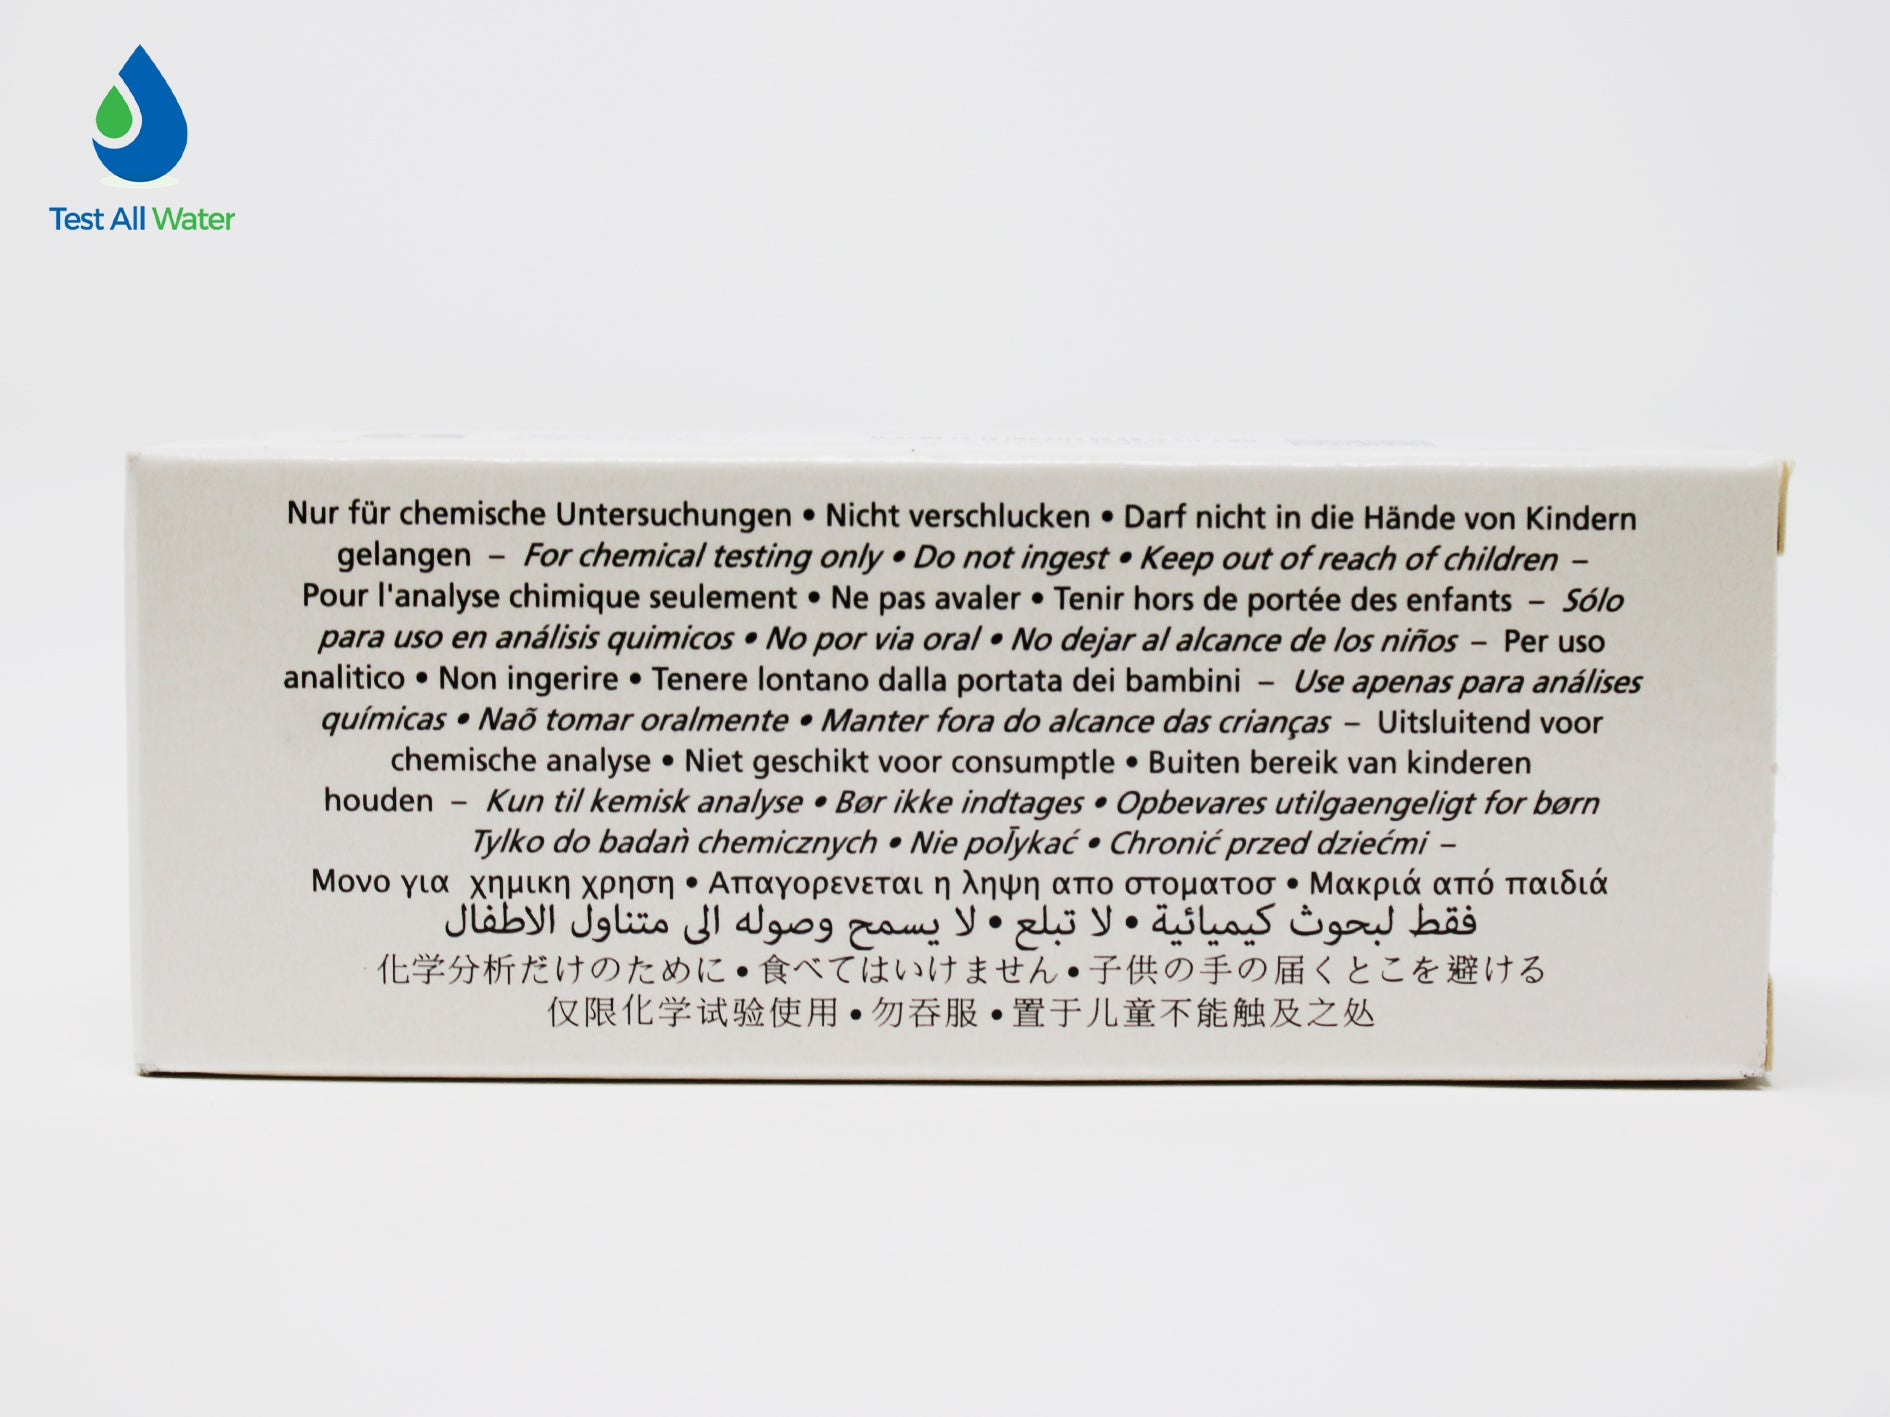 Test All Water
Nur für chemische Untersuchungen • Nicht verschlucken • Darf nicht in die Hände von Kindern
gelangen – For chemical testing only • Do not ingest • Keep out of reach of children –
Pour l'analyse chimique seulement • Ne pas avaler • Tenir hors de portée des enfants – Sólo
para uso en análisis quimicos • No por via oral • No dejar al alcance de los niños – Per uso
analitico • Non ingerire • Tenere lontano dalla portata dei bambini – Use apenas para análises
químicas • Naõ tomar oralmente • Manter fora do alcance das crianças – Uitsluitend voor
chemische analyse • Niet geschikt voor consumptle • Buiten bereik van kinderen
houden – Kun til kemisk analyse • Bør ikke indtages • Opbevares utilgaengeligt for børn
Tylko do badaǹ chemicznych • Nie pol̄ykać • Chronić przed dziećmi –
Μονο για χημικη χρηση • Απαγορενεται η ληψη απο στοματοσ • Μακριά από παιδιά
فقط لبحوث كيميائية • لا تبلع • لا يسمح وصوله الى متناول الاطفال
化学分析だけのために • 食べてはいけません • 子供の手の届くとこを避ける
仅限化学试验使用 • 勿吞服 • 置于儿童不能触及之处